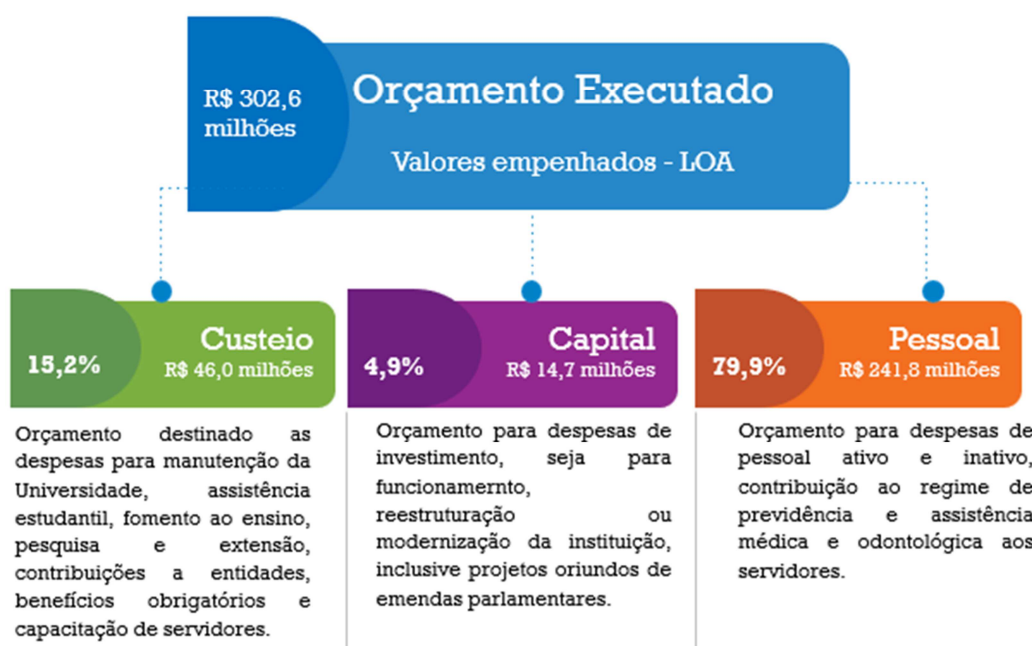 R$ 302,6
milhões
Orçamento Executado
Valores empenhados - LOA
15,2%
Custeio
R$ 46,0 milhões
Orçamento destinado as
despesas para manutenção da
Universidade, assistência
estudantil, fomento ao ensino,
pesquisa e extensão,
contribuições a entidades,
benefícios obrigatórios e
capacitação de servidores.
4,9%
Capital
R$ 14,7 milhões
Orçamento para despesas de
investimento, seja para
funcionamernto,
reestruturação ou
modernização da instituição,
inclusive projetos oriundos de
emendas parlamentares.
79,9%
Pessoal
R$ 241,8 milhões
Orçamento para despesas de
pessoal ativo e inativo,
contribuição ao regime de
previdência e assistência
médica e odontológica aos
servidores.